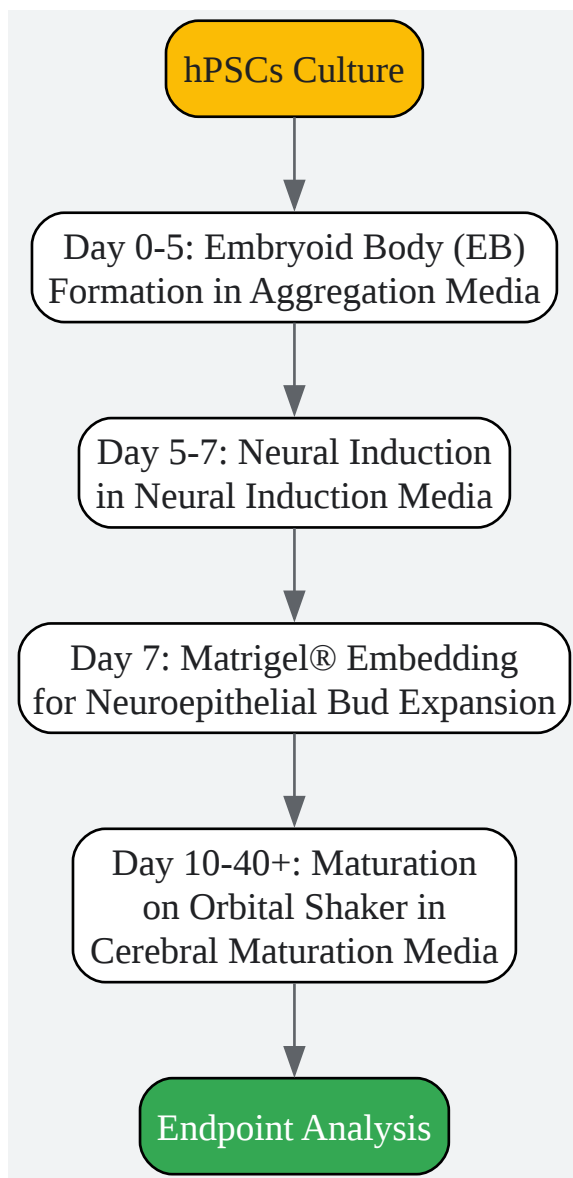 hPSCs Culture
Day 0-5: Embryoid Body (EB)
Formation in Aggregation Media
Day 5-7: Neural Induction
in Neural Induction Media
Day 7: Matrigel® Embedding
for Neuroepithelial Bud Expansion
Day 10-40+: Maturation
on Orbital Shaker in
Cerebral Maturation Media
Endpoint Analysis